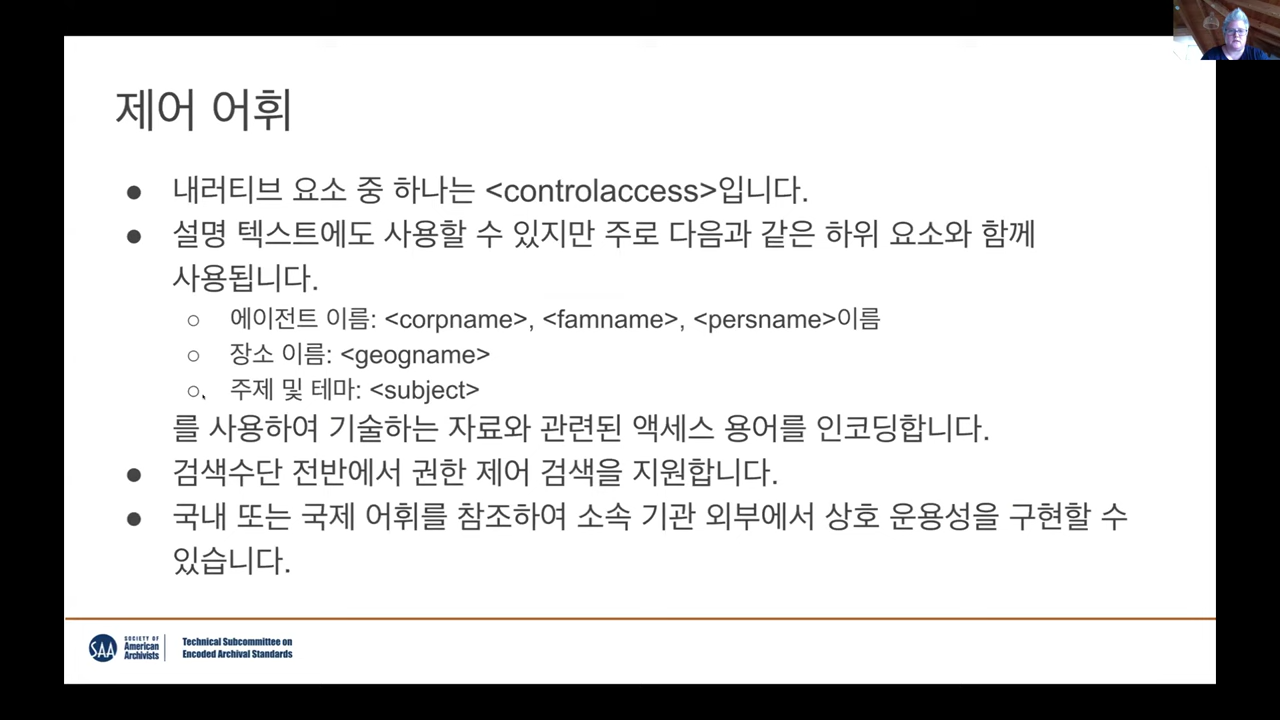 제어 어휘
● 내러티브 요소 중 하나는 <controlaccess>입니다.
● 설명 텍스트에도 사용할 수 있지만 주로 다음과 같은 하위 요소와 함께
사용됩니다.
○ 에이전트 이름: <corpname>, <famname>, <persname>이름
○ 장소 이름: <geogname>
○、 주제 및 테마: <subject>
를 사용하여 기술하는 자료와 관련된 액세스 용어를 인코딩합니다.
● 검색수단 전반에서 권한 제어 검색을 지원합니다.
● 국내 또는 국제 어휘를 참조하여 소속 기관 외부에서 상호 운용성을 구현할 수
있습니다.
SAA
SOCIETY OF
American
Archivists
Technical Subcommittee on
Encoded Archival Standards